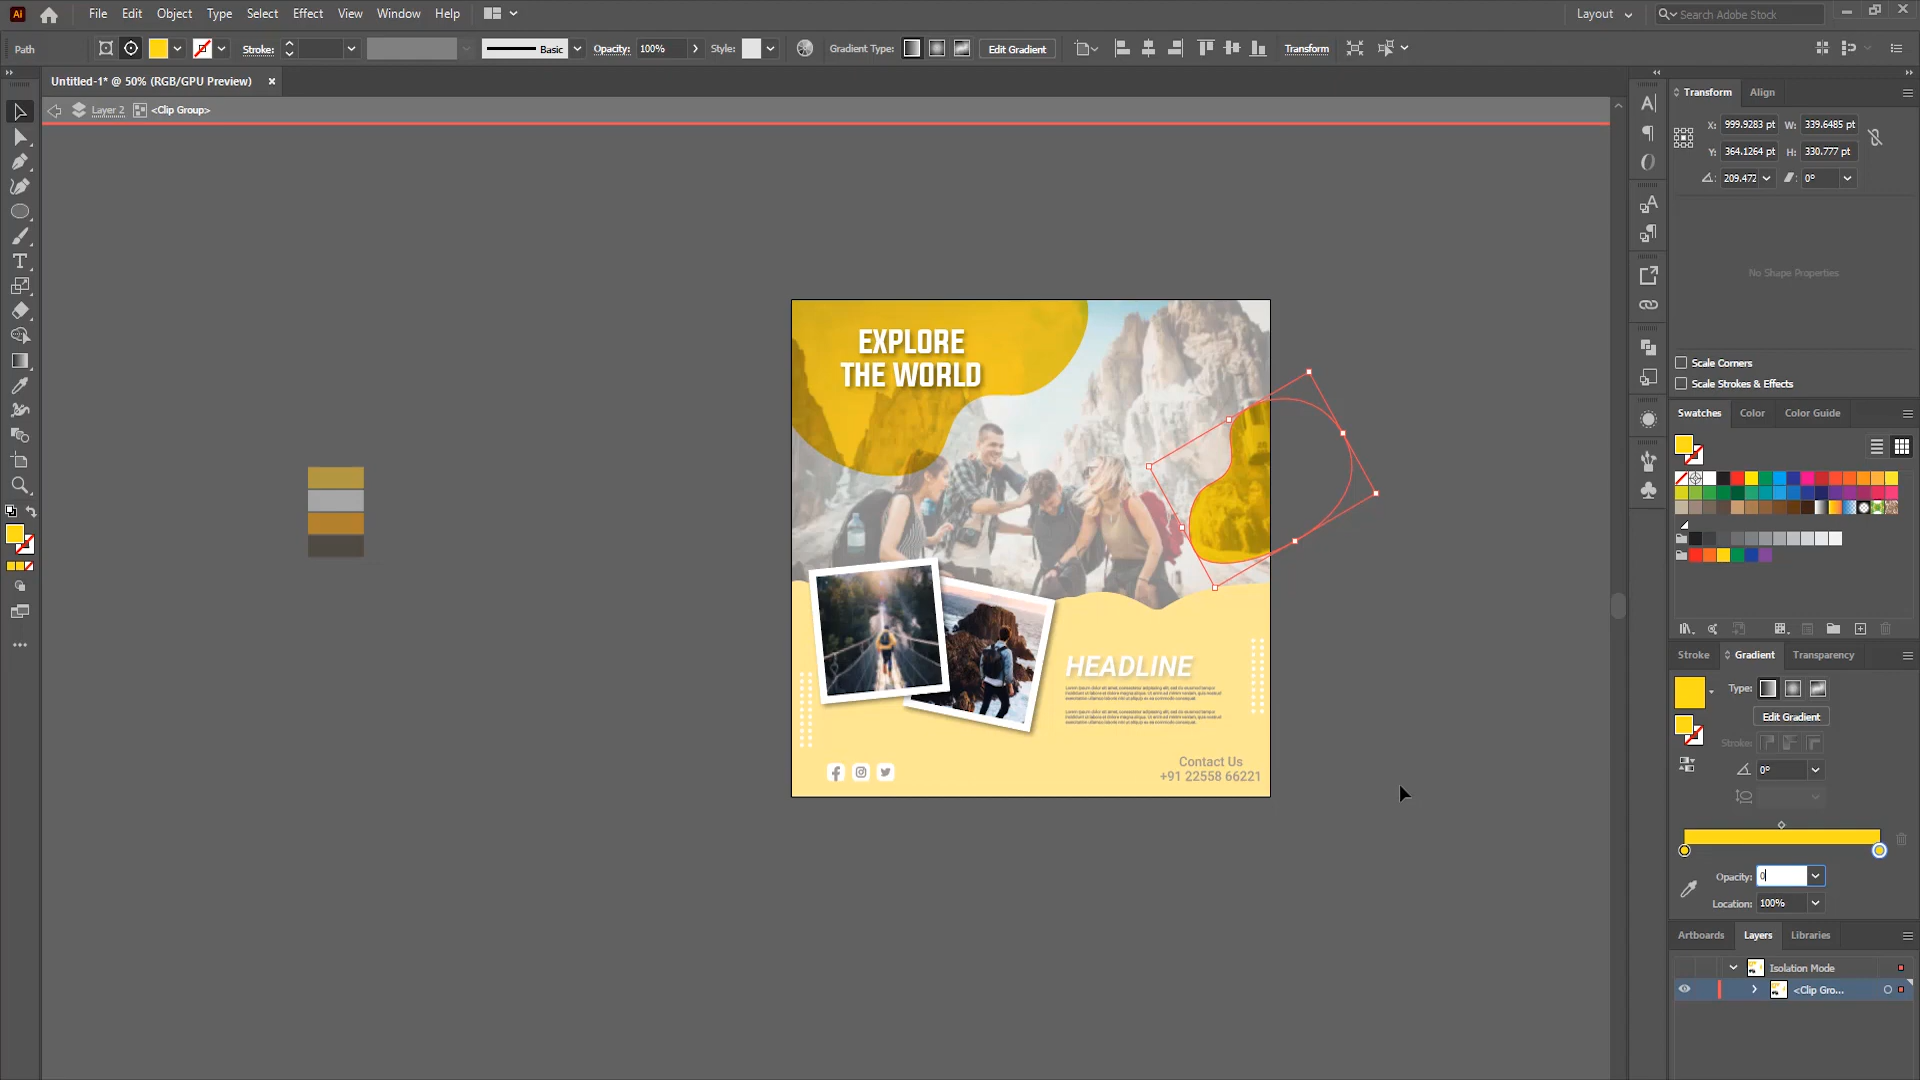 Ai
File Edit Object Type Select Effect View Window Help
Layout
Search Adobe Stock
Path
Stroke:
Basic
Opacity: 100%
Style:
Gradient Type:
Edit Gradient
Transform
Untitled-1* @ 50% (RGB/GPU Preview) ×
Layer 2 <Clip Group>
Transform Align
X: 999.9283 pt W: 339.6485 pt
Y: 364.1264 pt H: 330.777 pt
209.472 0°
No Shape Properties
Scale Corners
Scale Strokes & Effects
Swatches Color Color Guide
EXPLORE
THE WORLD
HEADLINE
Contact Us
+91 22558 66221
Stroke Gradient Transparency
Type:
Edit Gradient
Stroke:
0°
Opacity: 0
Location: 100%
Artboards Layers Libraries
Isolation Mode
<Clip Gro...